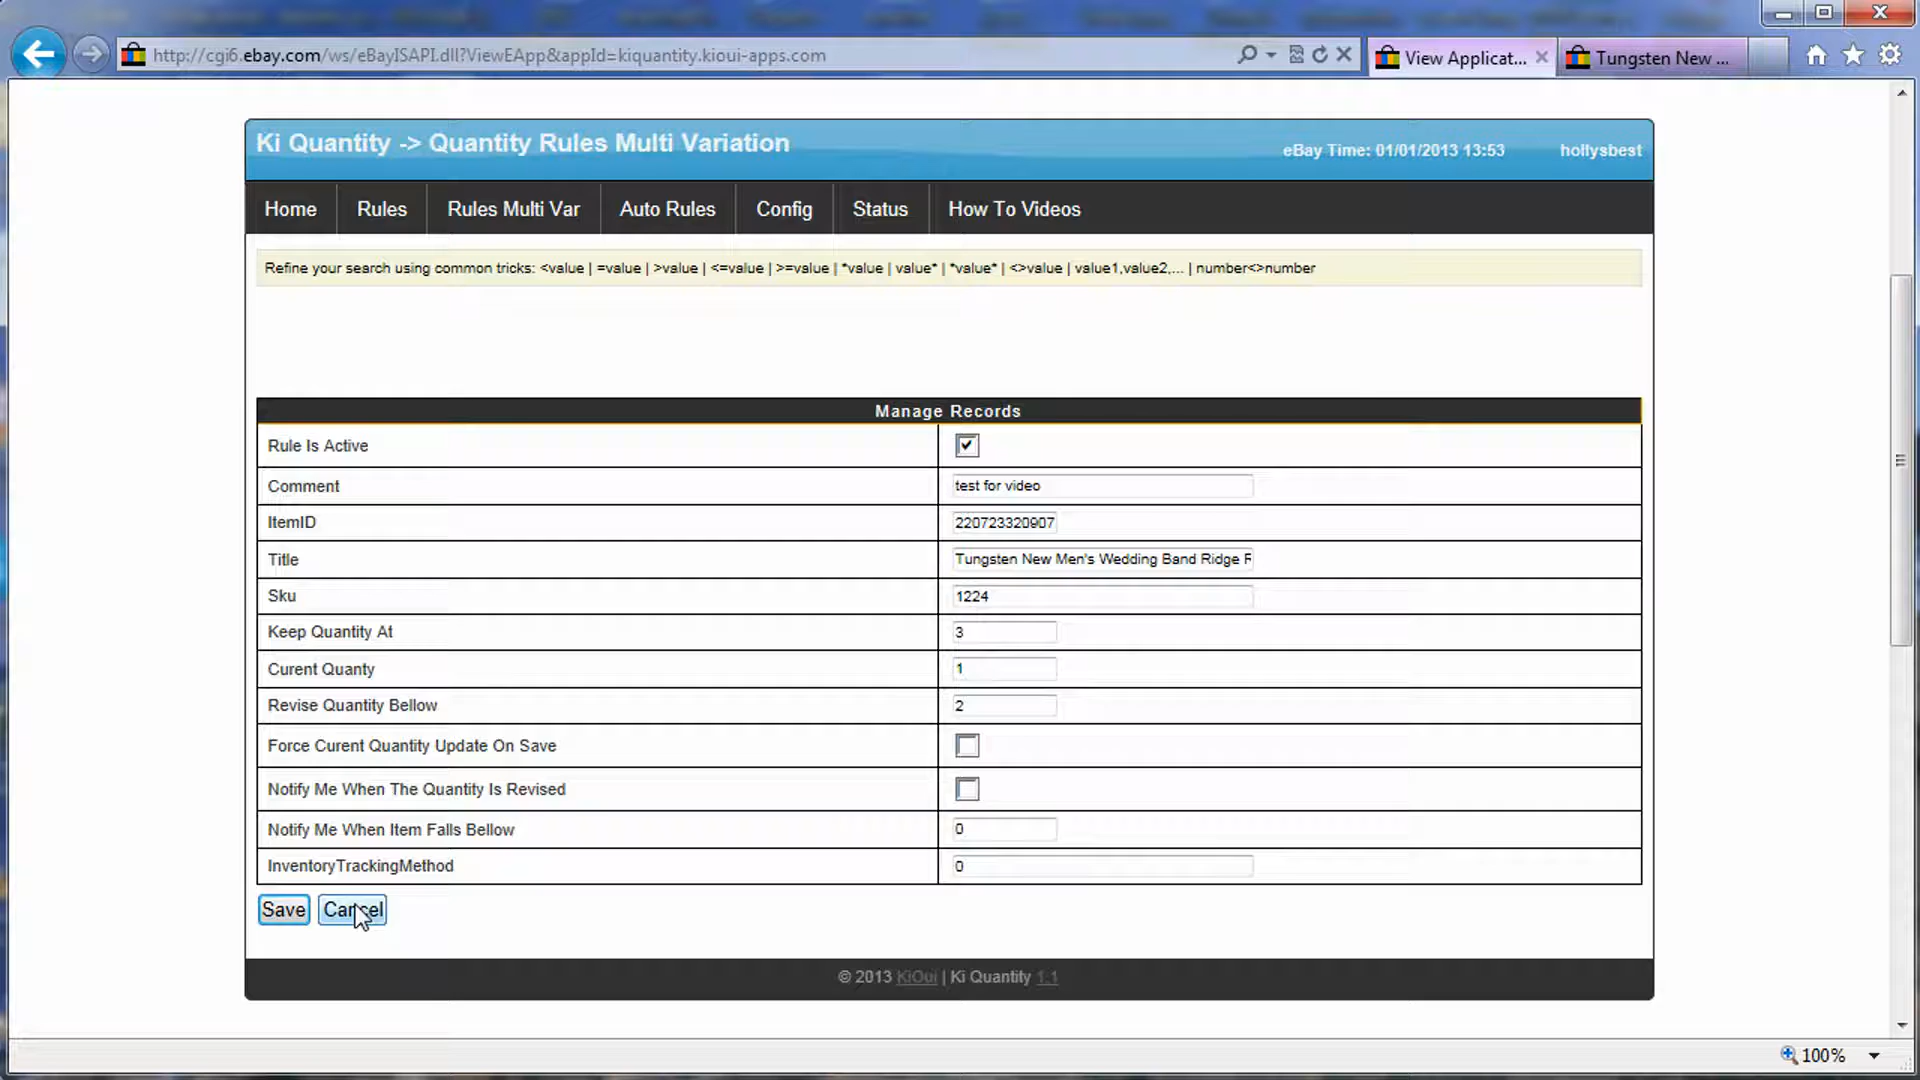 http://cgi6.ebay.com/ws/eBayISAPI.dll?ViewEApp&appId=kiquantity.kioui-apps.com
View Applicat...
Tungsten New ...
Ki Quantity -> Quantity Rules Multi Variation
eBay Time: 01/01/2013 13:53
hollysbest
Home
Rules
Rules Multi Var
Auto Rules
Config
Status
How To Videos
Refine your search using common tricks: <value | =value | >value | <=value | >=value | *value | value* | *value* | <>value | value1,value2,... | number<>number
Manage Records
Rule Is Active
Comment test for video
ItemID 220723320907
Title Tungsten New Men's Wedding Band Ridge F
Sku 1224
Keep Quantity At 3
Curent Quanty 1
Revise Quantity Bellow 2
Force Curent Quantity Update On Save
Notify Me When The Quantity Is Revised
Notify Me When Item Falls Bellow 0
InventoryTrackingMethod 0
Save Cancel
© 2013 KiOui | Ki Quantity 1.1
100%